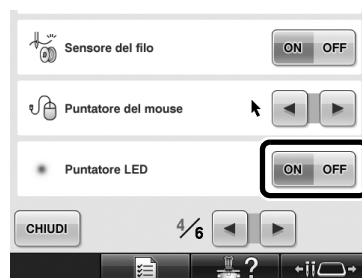 Sensore del filo ON OFF
Puntatore del mouse
Puntatore LED ON OFF
CHIUDI 4/6
?